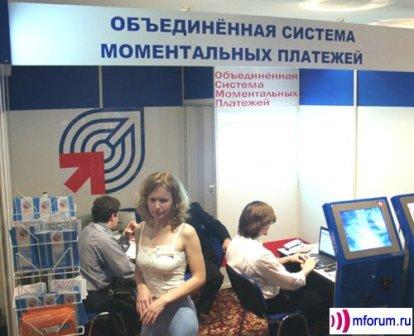 ОБЪЕДИНЁННАЯ СИСТЕМА
МОМЕНТАЛЬНЫХ ПЛАТЕЖЕЙ
Объединенная
Система
Моментальных
Платежей
mforum.ru